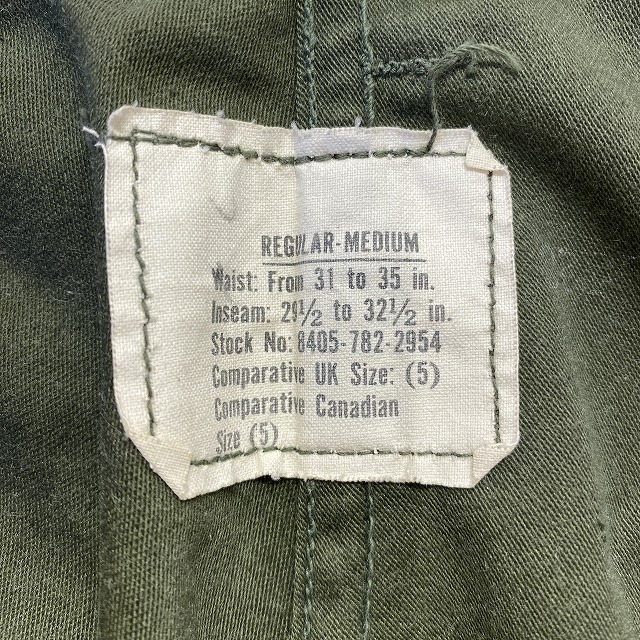 REGULAR-MEDIUM
Waist: From 31 to 35 in.
Inseam: 29½ to 32½ in.
Stock No: 8405-782-2954
Comparative UK Size: (5)
Comparative Canadian
Size (5)